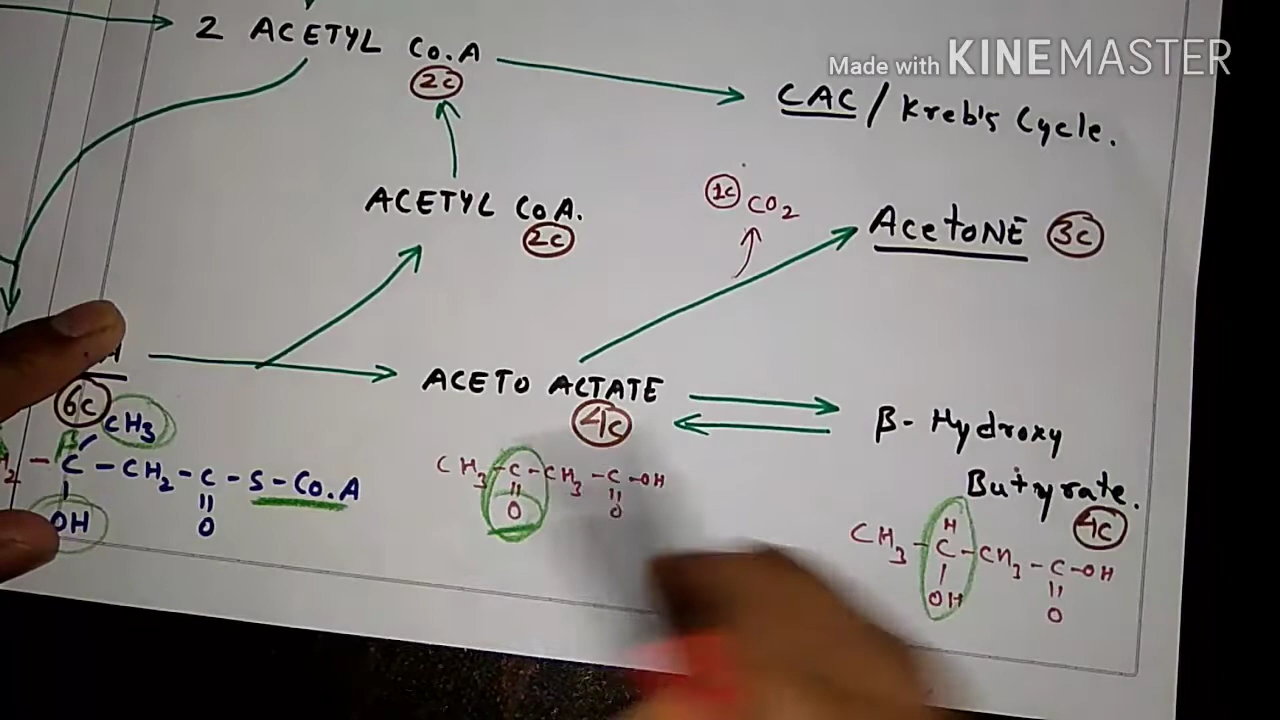 Made with KINEMASTER
2 ACETYL Co.A
2C
CAC / Kreb's Cycle.
ACETYL CoA.
2C
1C CO2
ACetoNE 3C
ACETO ACTATE
4C
β- Hydroxy
Butyrate.
4C
6C
CH3
C - CH2 - C - S - Co.A
OH O
CH3 - C - CH3 - C - OH
O O
H
CH3 - C - CH3 - C - OH
OH O